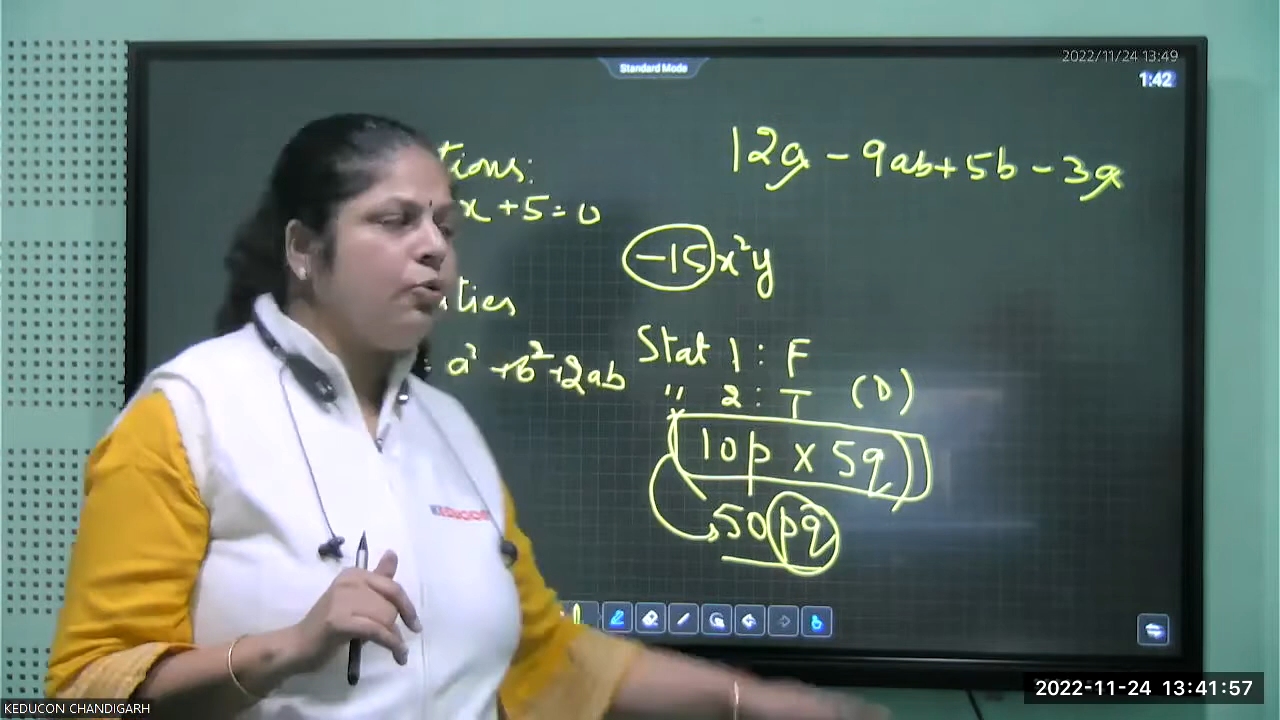 2022/11/24 13:49
Standard Mode
1:42
12a - 9ab + 5b - 3a
tions:
x + 5 = 0
-15x²y
ties
: a² + b² + 2ab
Stat 1 : F
" 2 : T (D)
10p x 5q
50pq
KEDUCON
2022-11-24 13:41:57
KEDUCON CHANDIGARH